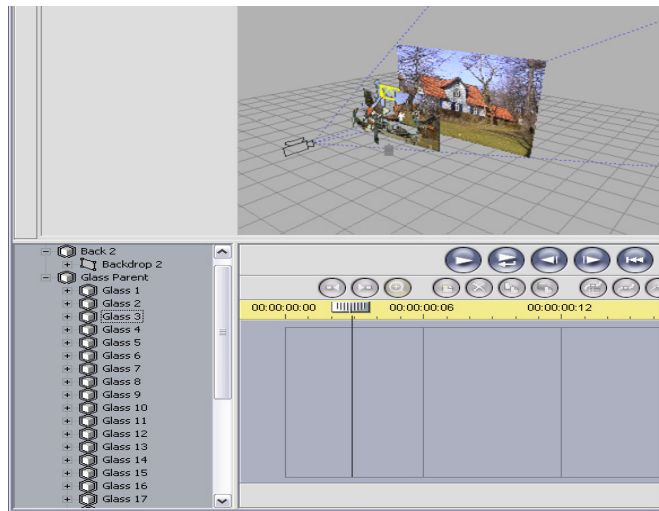 Back 2
Backdrop 2
Glass Parent
Glass 1
Glass 2
Glass 3
Glass 4
Glass 5
Glass 6
Glass 7
Glass 8
Glass 9
Glass 10
Glass 11
Glass 12
Glass 13
Glass 14
Glass 15
Glass 16
Glass 17
00:00:00:00 00:00:00:06 00:00:00:12